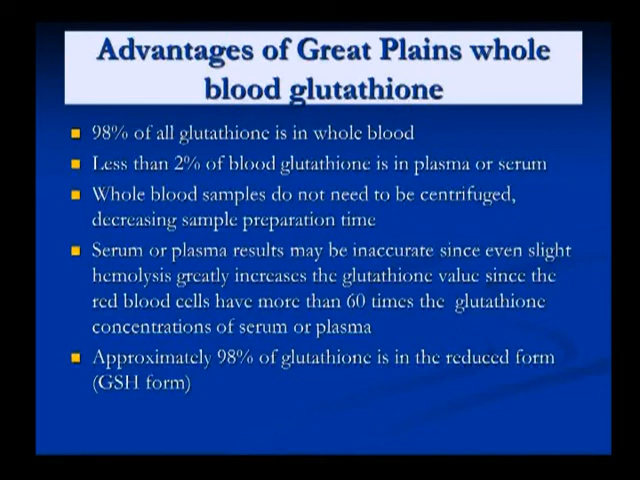 Advantages of Great Plains whole
blood glutathione
98% of all glutathione is in whole blood
Less than 2% of blood glutathione is in plasma or serum
Whole blood samples do not need to be centrifuged,
decreasing sample preparation time
Serum or plasma results may be inaccurate since even slight
hemolysis greatly increases the glutathione value since the
red blood cells have more than 60 times the glutathione
concentrations of serum or plasma
Approximately 98% of glutathione is in the reduced form
(GSH form)